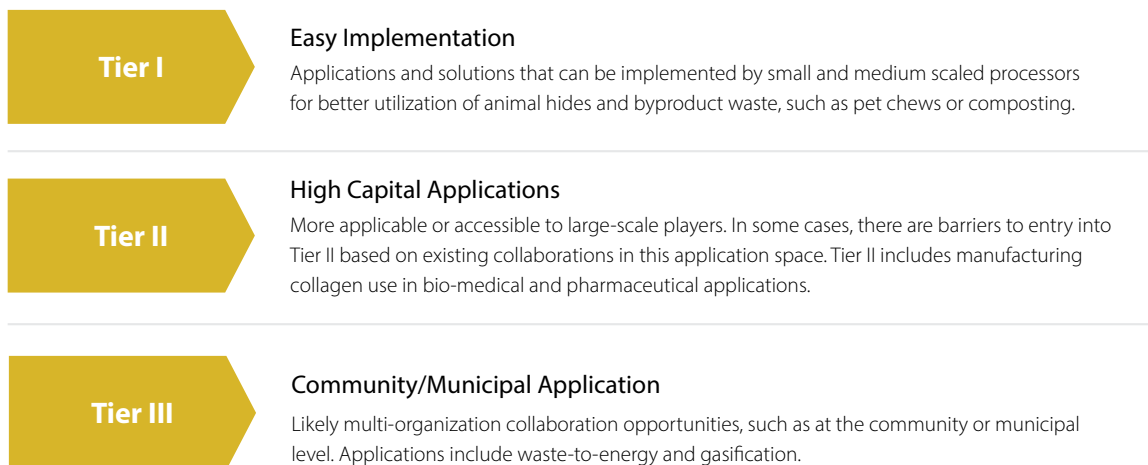 Tier I
Easy Implementation
Applications and solutions that can be implemented by small and medium scaled processors
for better utilization of animal hides and byproduct waste, such as pet chews or composting.
Tier II
High Capital Applications
More applicable or accessible to large-scale players. In some cases, there are barriers to entry into
Tier II based on existing collaborations in this application space. Tier II includes manufacturing
collagen use in bio-medical and pharmaceutical applications.
Tier III
Community/Municipal Application
Likely multi-organization collaboration opportunities, such as at the community or municipal
level. Applications include waste-to-energy and gasification.